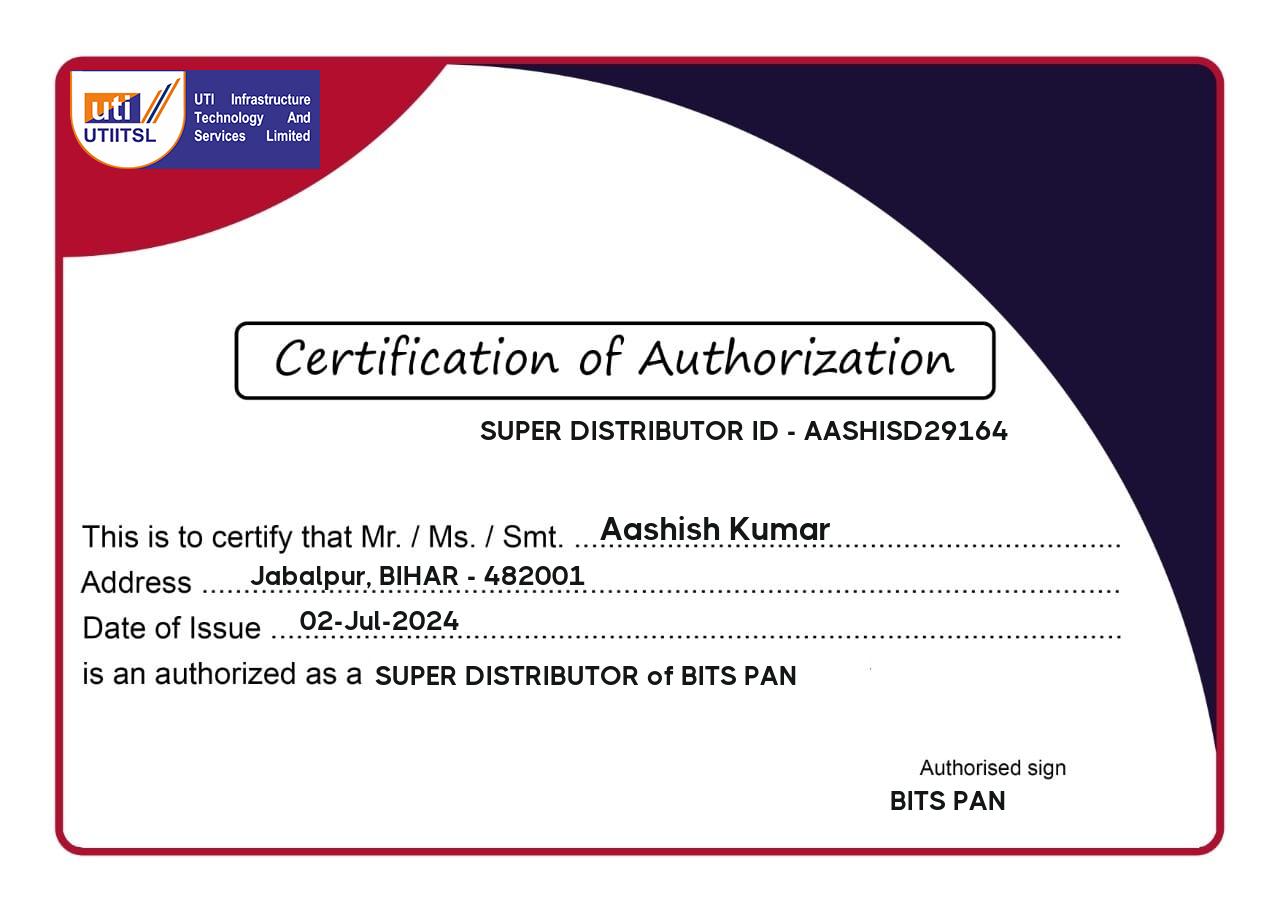 uti
UTIITSL
UTI Infrastructure
Technology And
Services Limited
Certification of Authorization
SUPER DISTRIBUTOR ID - AASHISD29164
This is to certify that Mr. / Ms. / Smt. ... Aashish Kumar
Address ... Jabalpur, BIHAR - 482001
Date of Issue ... 02-Jul-2024
is an authorized as a SUPER DISTRIBUTOR of BITS PAN
Authorised sign
BITS PAN